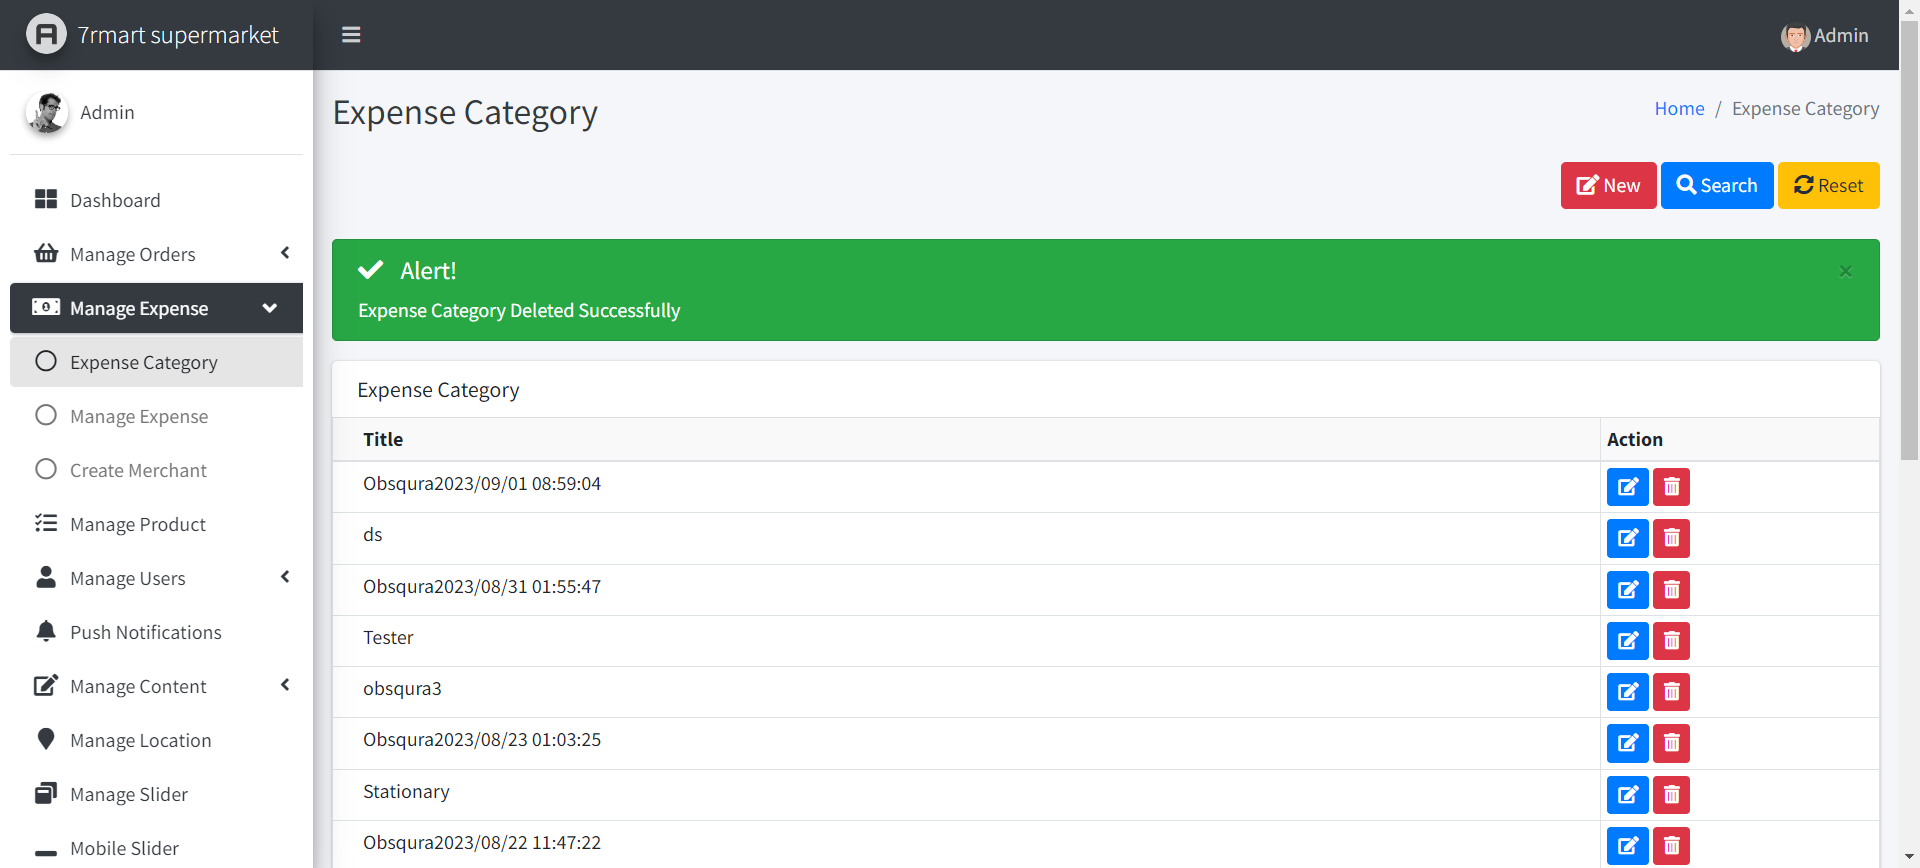 7rmart supermarket
Admin
Admin
Dashboard
Manage Orders
Manage Expense
Expense Category
Manage Expense
Create Merchant
Manage Product
Manage Users
Push Notifications
Manage Content
Manage Location
Manage Slider
Mobile Slider
Expense Category
Home / Expense Category
New Search Reset
Alert! ×
Expense Category Deleted Successfully
Expense Category
Title Action
Obsqura2023/09/01 08:59:04
ds
Obsqura2023/08/31 01:55:47
Tester
obsqura3
Obsqura2023/08/23 01:03:25
Stationary
Obsqura2023/08/22 11:47:22